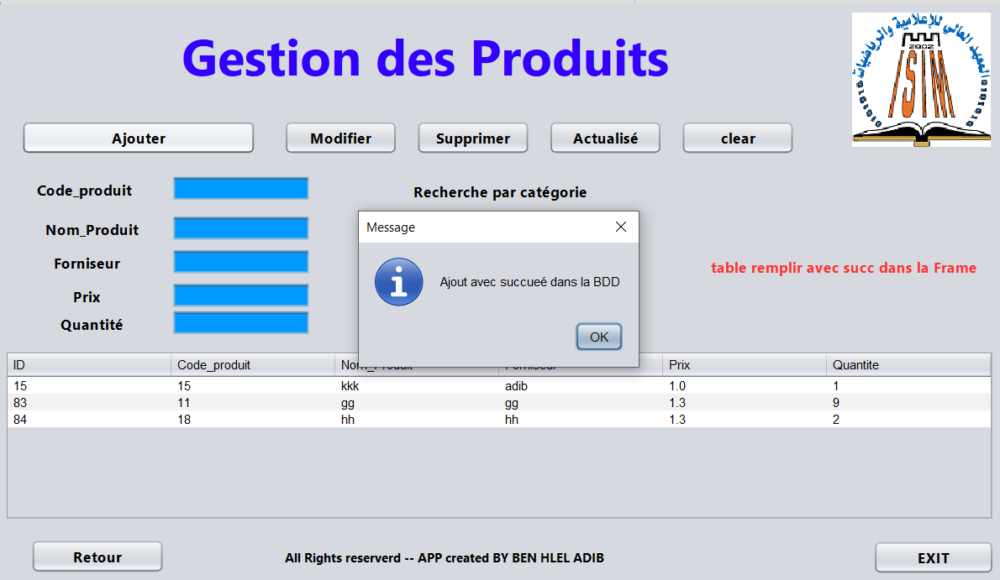 Gestion des Produits
المعهد العالي للإعلامية والرياضيات
2002
ISIM
010101
010101
Ajouter Modifier Supprimer Actualisé clear
Code_produit
Recherche par catégorie
Nom_Produit
Message
Forniseur
table remplir avec succ dans la Frame
Ajout avec succueé dans la BDD
Prix
Quantité
OK
ID Code_produit Nom_Produit Forniseur Prix Quantite
15 15 kkk adib 1.0 1
83 11 gg gg 1.3 9
84 18 hh hh 1.3 2
Retour
All Rights reserverd -- APP created BY BEN HLEL ADIB
EXIT